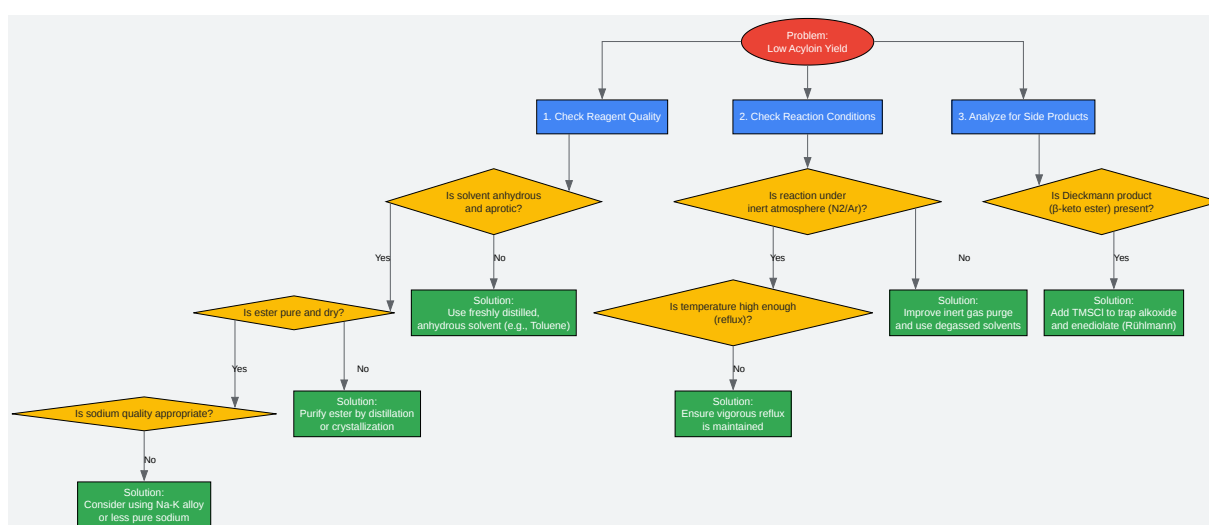 Problem:
Low Acyloin Yield
1. Check Reagent Quality
2. Check Reaction Conditions
3. Analyze for Side Products
Is solvent anhydrous
and aprotic?
Is reaction under
inert atmosphere (N2/Ar)?
Is Dieckmann product
(β-keto ester) present?
Yes
No
Yes
No
Yes
Is ester pure and dry?
Solution:
Use freshly distilled,
anhydrous solvent (e.g., Toluene)
Is temperature high enough
(reflux)?
Solution:
Improve inert gas purge
and use degassed solvents
Solution:
Add TMSCl to trap alkoxide
and enediolate (Rühlmann)
Yes
No
No
Is sodium quality appropriate?
Solution:
Purify ester by distillation
or crystallization
Solution:
Ensure vigorous reflux
is maintained
No
Solution:
Consider using Na-K alloy
or less pure sodium